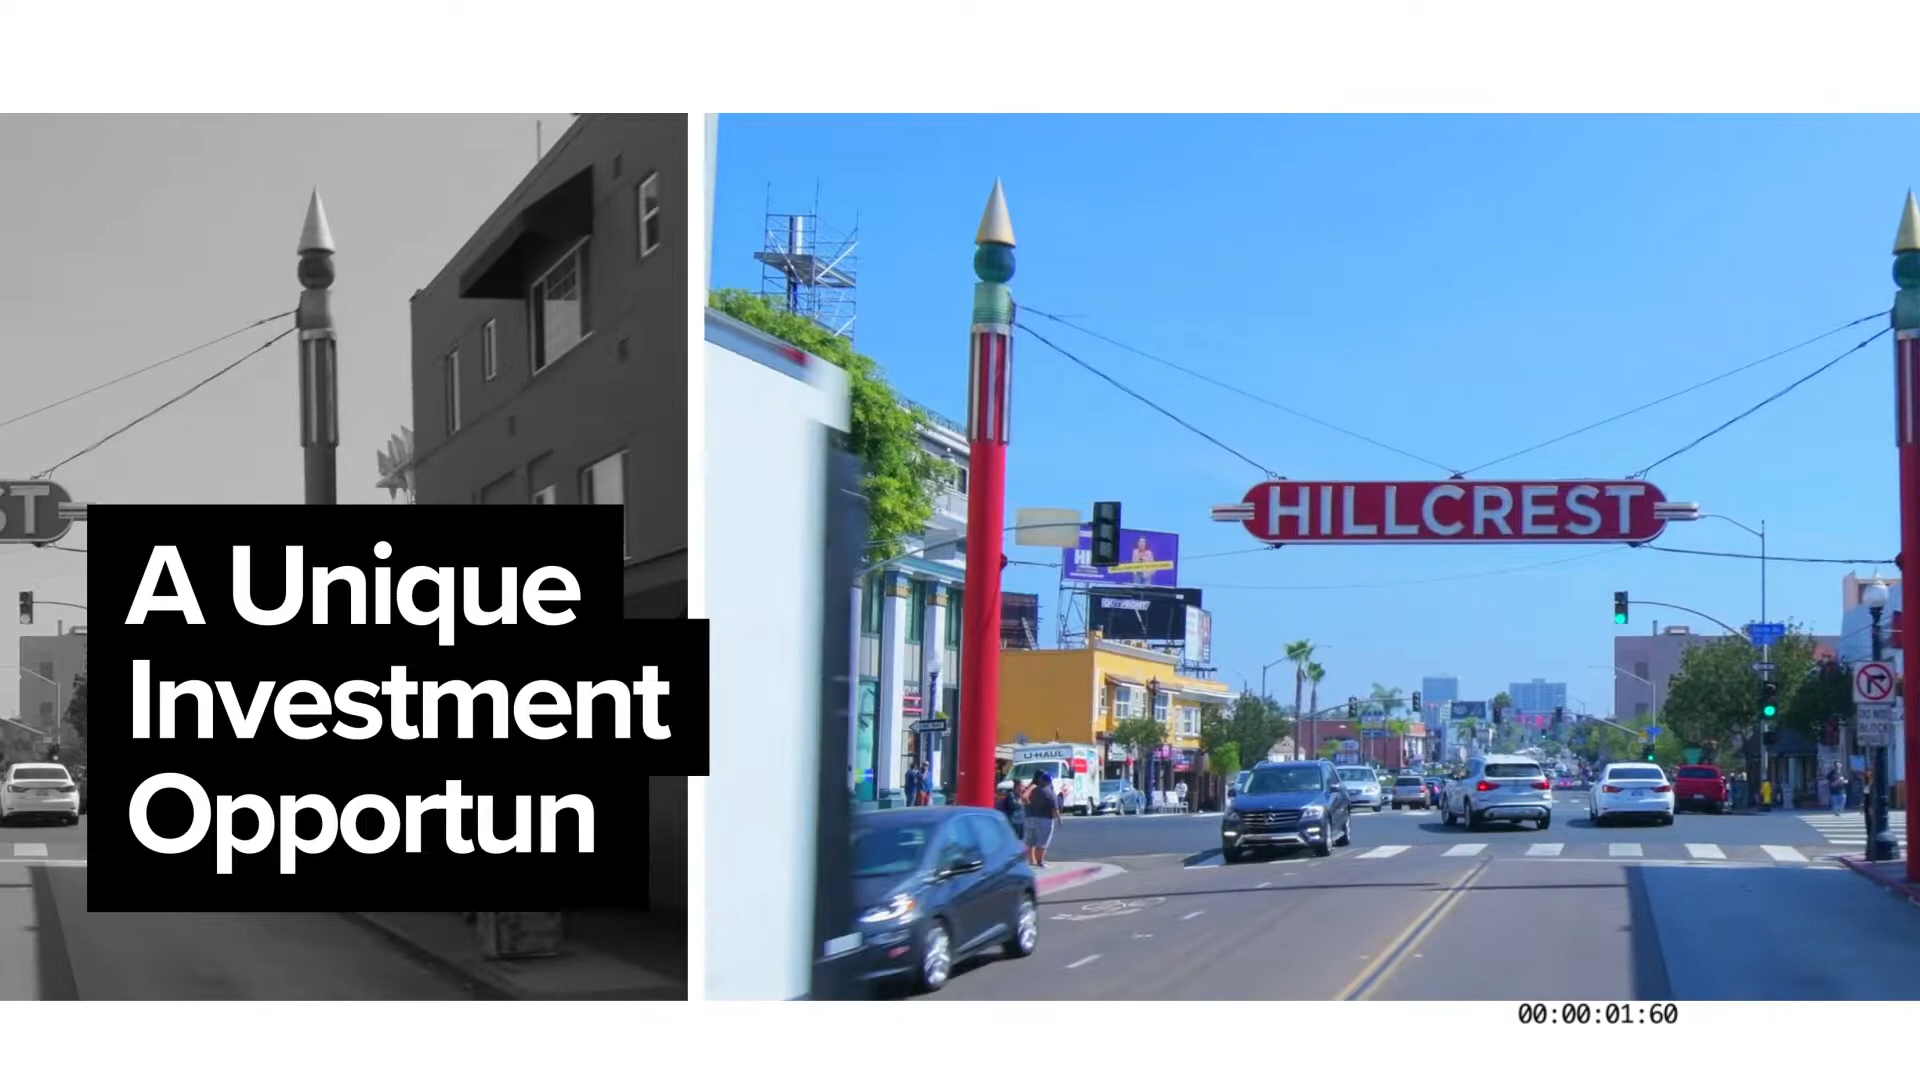 A Unique
Investment
Opportun
ST
HILLCREST
U-HAUL
00:00:01:60